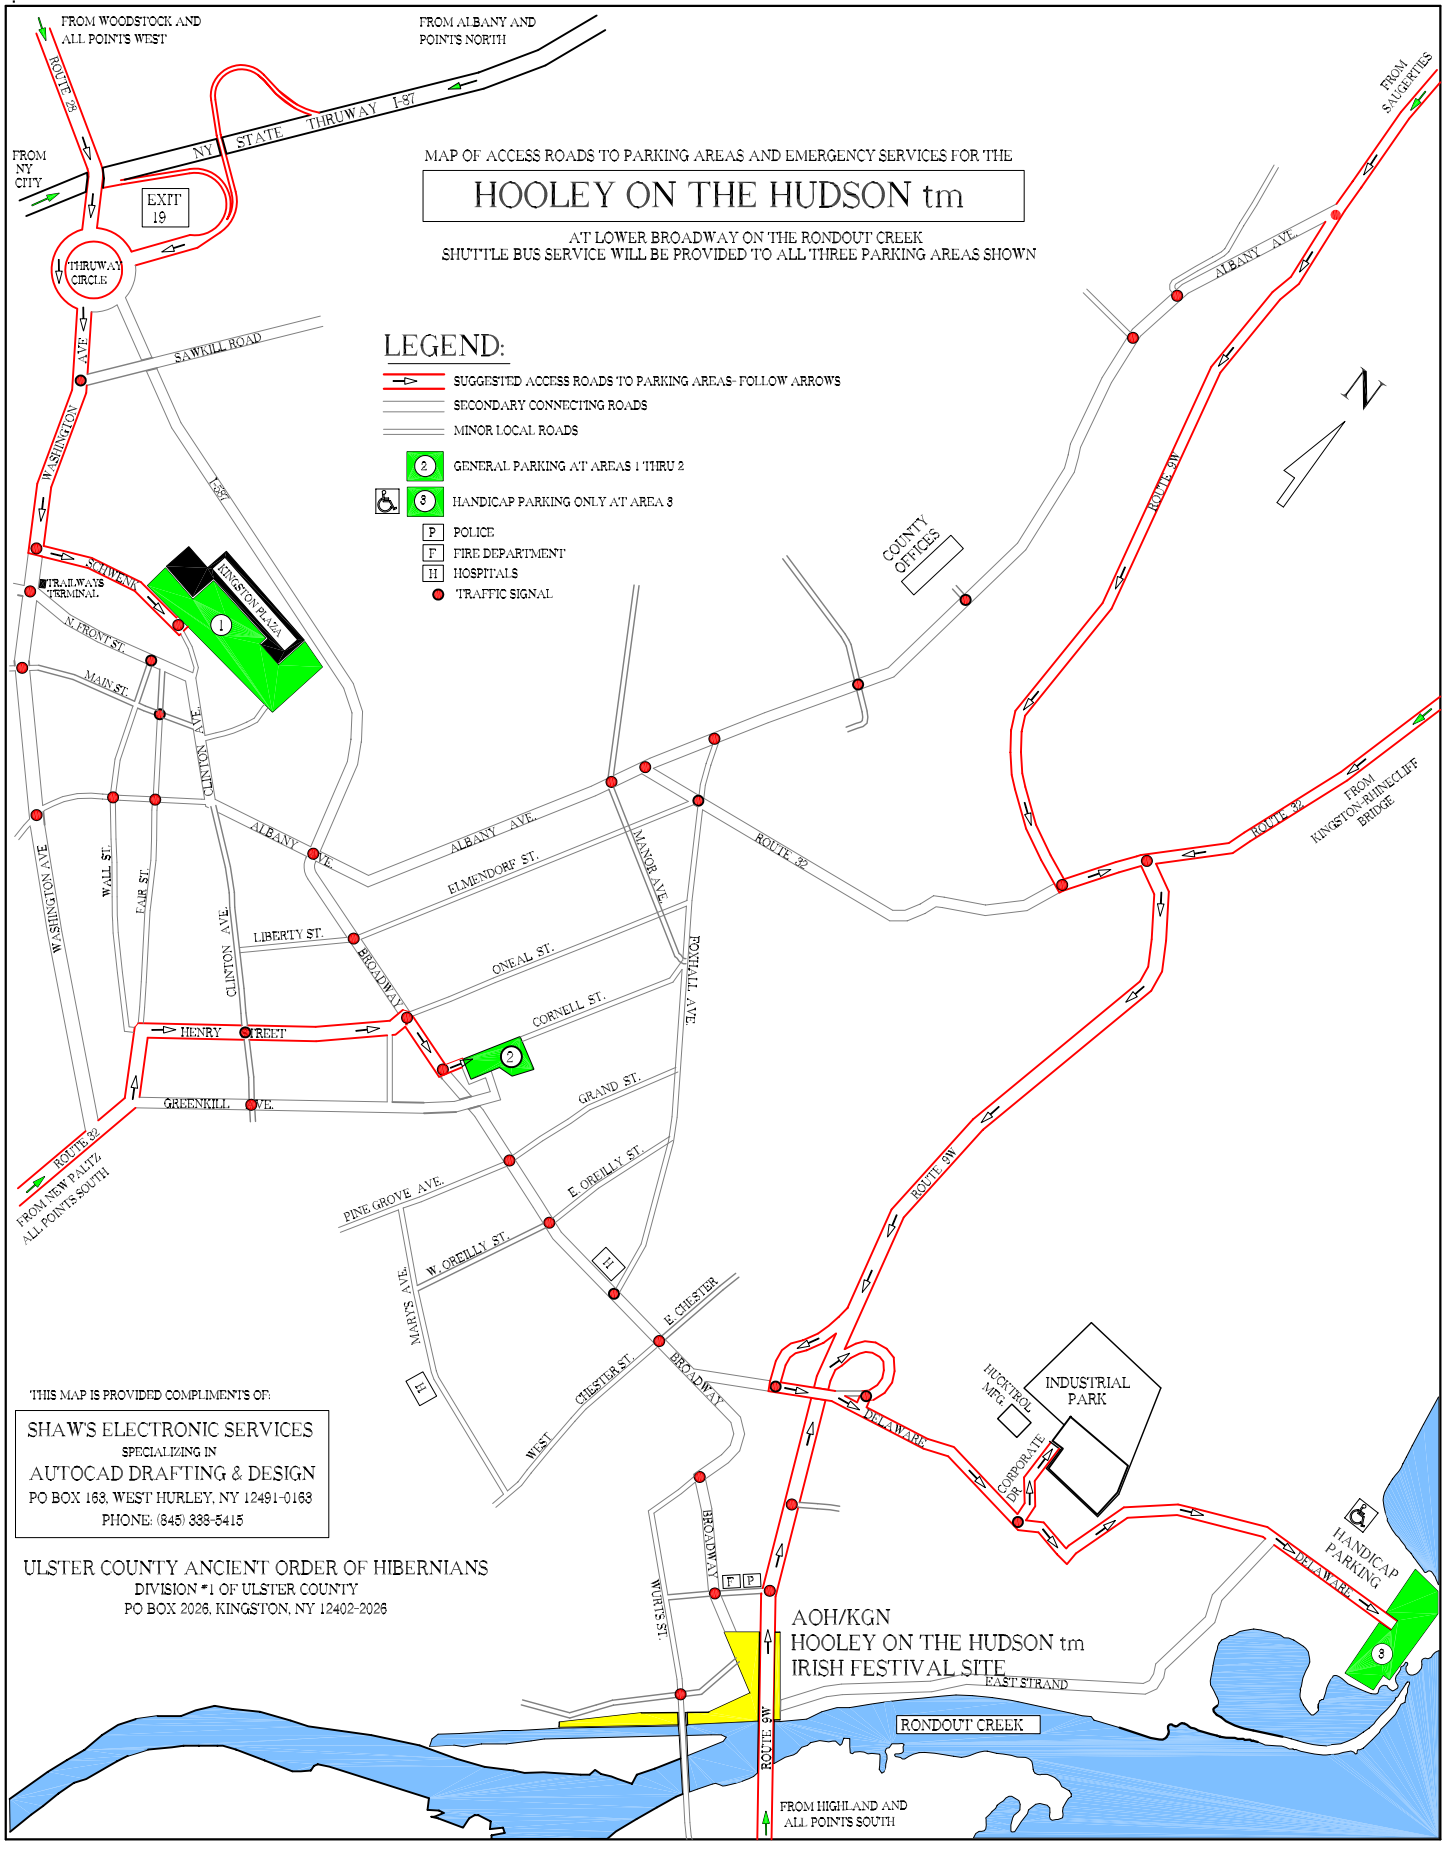 FROM WOODSTOCK AND
ALL POINTS WEST
FROM ALBANY AND
POINTS NORTH
FROM
SAUGERTIES
ROUTE 28
NY STATE THRUWAY I-87
FROM
NY
CITY
EXIT
19
MAP OF ACCESS ROADS TO PARKING AREAS AND EMERGENCY SERVICES FOR THE
HOOLEY ON THE HUDSON tm
AT LOWER BROADWAY ON THE RONDOUT CREEK
SHUTTLE BUS SERVICE WILL BE PROVIDED TO ALL THREE PARKING AREAS SHOWN
ALBANY AVE.
THRUWAY
CIRCLE
AVE
SAWKILL ROAD
WASHINGTON
I-587
LEGEND:
SUGGESTED ACCESS ROADS TO PARKING AREAS- FOLLOW ARROWS
SECONDARY CONNECTING ROADS
MINOR LOCAL ROADS
2 GENERAL PARKING AT AREAS 1 THRU 2
3 HANDICAP PARKING ONLY AT AREA 3
P POLICE
F FIRE DEPARTMENT
H HOSPITALS
TRAFFIC SIGNAL
N
ROUTE 9W
COUNTY
OFFICES
SCHWENK
TRAILWAYS
TERMINAL
KINGSTON PLAZA
1
N. FRONT ST.
MAIN ST.
CLINTON AVE.
ALBANY AVE.
ALBANY AVE.
ELMENDORF ST.
MANOR AVE.
ROUTE 32
ROUTE 32
FROM
KINGSTON-RHINECLIFF
BRIDGE
WALL ST.
FAIR ST.
WASHINGTON AVE
CLINTON AVE.
LIBERTY ST.
BROADWAY
ONEAL ST.
FOXHALL AVE.
CORNELL ST.
HENRY STREET
2
GREENKILL AVE.
GRAND ST.
ROUTE 32
FROM NEW PALTZ
ALL POINTS SOUTH
PINE GROVE AVE.
E. OREILLY ST.
W. OREILLY ST.
ROUTE 9W
H
MARYS AVE.
E. CHESTER
H
CHESTER ST.
WEST
BROADWAY
DELAWARE
HUCKTROL
MFG.
INDUSTRIAL
PARK
CORPORATE
DR
THIS MAP IS PROVIDED COMPLIMENTS OF:
SHAW'S ELECTRONIC SERVICES
SPECIALIZING IN
AUTOCAD DRAFTING & DESIGN
PO BOX 163, WEST HURLEY, NY 12491-0163
PHONE: (845) 338-5415
ULSTER COUNTY ANCIENT ORDER OF HIBERNIANS
DIVISION #1 OF ULSTER COUNTY
PO BOX 2026, KINGSTON, NY 12402-2026
BROADWAY
WURTS ST.
F
P
HANDICAP
PARKING
DELAWARE
3
AOH/KGN
HOOLEY ON THE HUDSON tm
IRISH FESTIVAL SITE
EAST STRAND
RONDOUT CREEK
ROUTE 9W
FROM HIGHLAND AND
ALL POINTS SOUTH